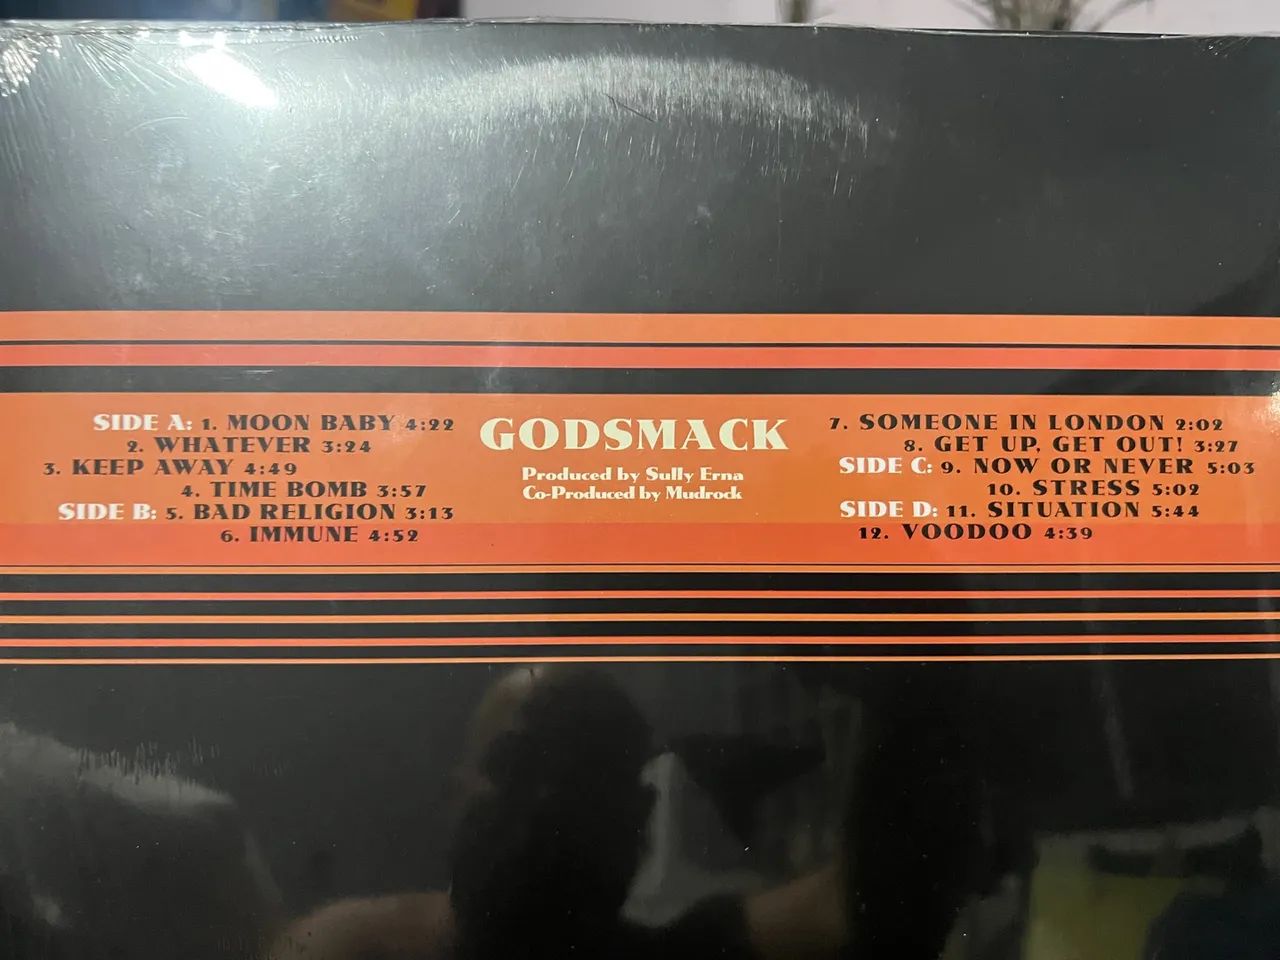 SIDE A: 1. MOON BABY 4:22
2. WHATEVER 3:24
3. KEEP AWAY 4:49
4. TIME BOMB 3:57
SIDE B: 5. BAD RELIGION 3:13
6. IMMUNE 4:52
GODSMACK
Produced by Sully Erna
Co-Produced by Mudrock
7. SOMEONE IN LONDON 2:02
8. GET UP, GET OUT! 3:27
SIDE C: 9. NOW OR NEVER 5:03
10. STRESS 5:02
SIDE D: 11. SITUATION 5:44
12. VOODOO 4:39